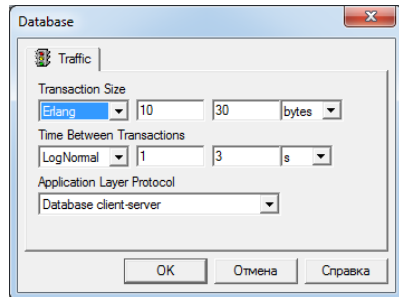 Database
Traffic
Transaction Size
Erlang 10 30 bytes
Time Between Transactions
LogNormal 1 3 s
Application Layer Protocol
Database client-server
OK Отмена Справка